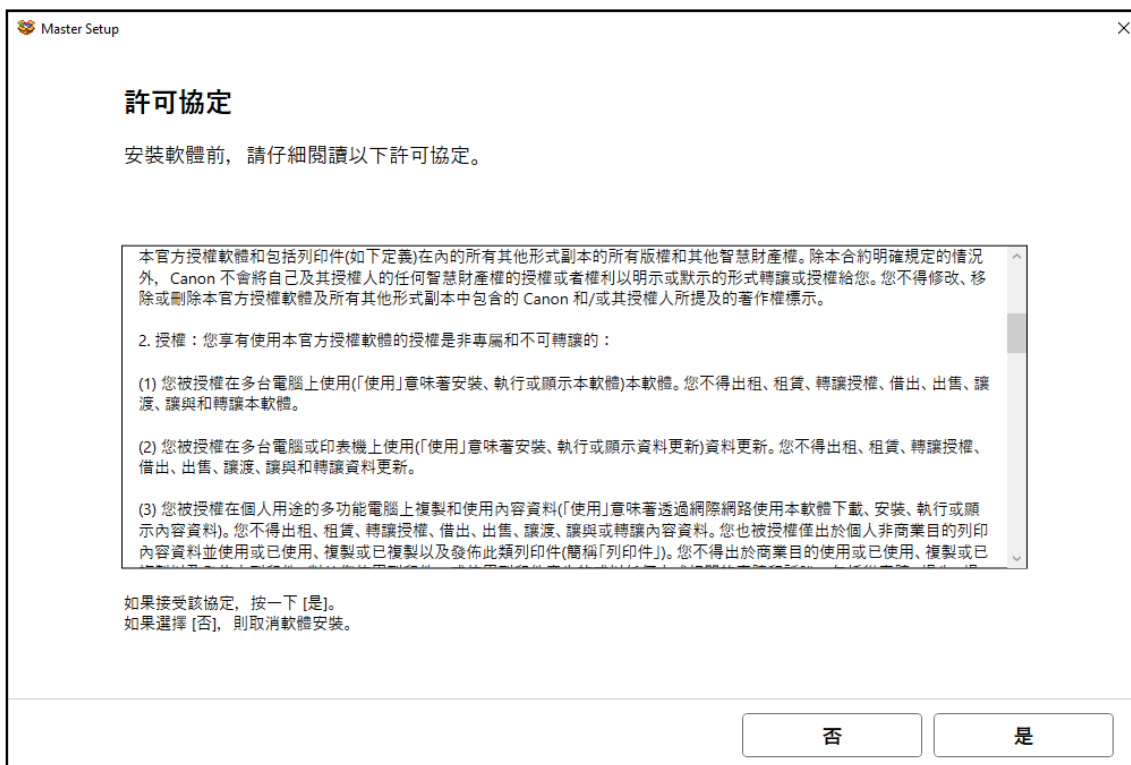 Master Setup
許可協定
安裝軟體前，請仔細閱讀以下許可協定。
本官方授權軟體和包括列印件(如下定義)在內的所有其他形式副本的所有版權和其他智慧財產權。除本合約明確規定的情況
外，Canon 不會將自己及其授權人的任何智慧財產權的授權或者權利以明示或默示的形式轉讓或授權給您。您不得修改、移
除或刪除本官方授權軟體及所有其他形式副本中包含的 Canon 和/或其授權人所提及的著作權標示。
2. 授權：您享有使用本官方授權軟體的授權是非專屬和不可轉讓的：
(1) 您被授權在多台電腦上使用(「使用」意味著安裝、執行或顯示本軟體)本軟體。您不得出租、租賃、轉讓授權、借出、出售、讓
渡、讓與和轉讓本軟體。
(2) 您被授權在多台電腦或印表機上使用(「使用」意味著安裝、執行或顯示資料更新)資料更新。您不得出租、租賃、轉讓授權、
借出、出售、讓渡、讓與和轉讓資料更新。
(3) 您被授權在個人用途的多功能電腦上複製和使用內容資料(「使用」意味著透過網際網路使用本軟體下載、安裝、執行或顯
示內容資料)。您不得出租、租賃、轉讓授權、借出、出售、讓渡、讓與或轉讓內容資料。您也被授權僅出於個人非商業目的列印
內容資料並使用或已使用、複製或已複製以及發佈此類列印件(簡稱「列印件」)。您不得出於商業目的使用或已使用、複製或已
如果接受該協定，按一下 [是]。
如果選擇 [否]，則取消軟體安裝。
否
是